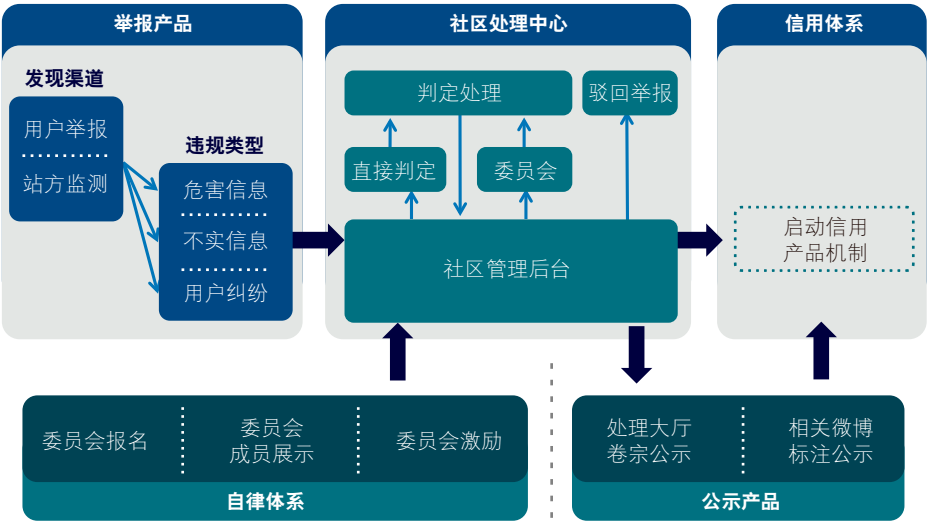 举报产品
发现渠道
用户举报
站方监测
违规类型
危害信息
不实信息
用户纠纷
社区处理中心
判定处理
驳回举报
直接判定
委员会
社区管理后台
信用体系
启动信用
产品机制
委员会报名
委员会
成员展示
委员会激励
自律体系
处理大厅
卷宗公示
相关微博
标注公示
公示产品